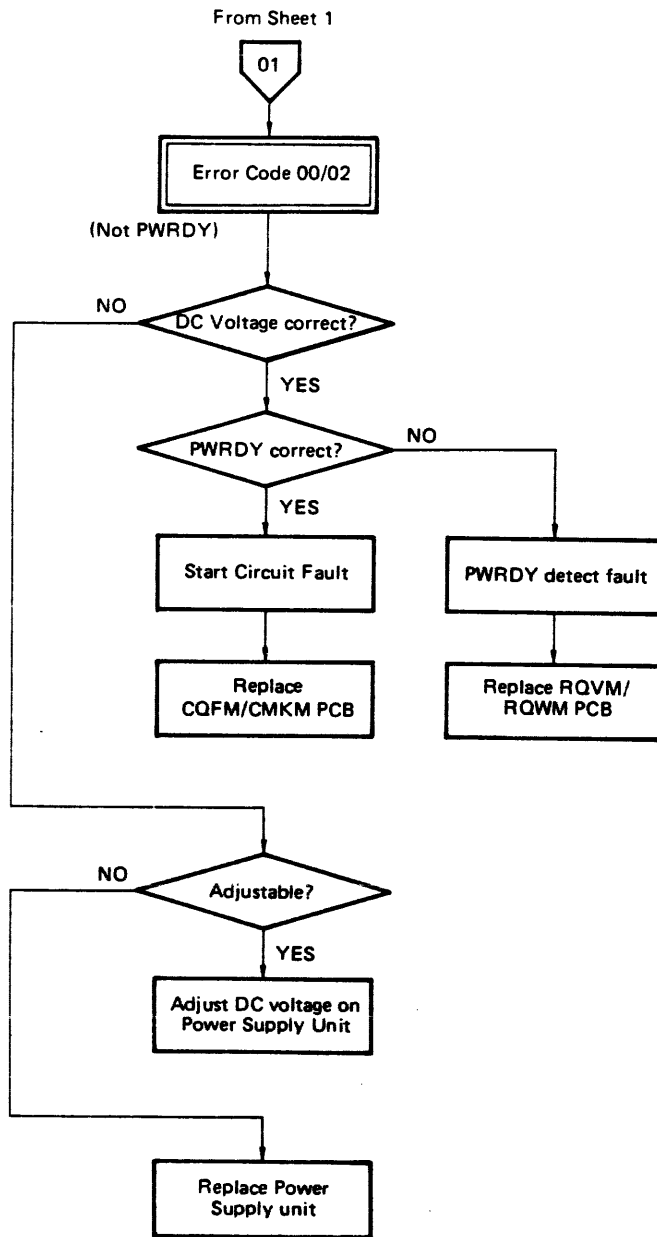 From Sheet 1
01
Error Code 00/02
(Not PWRDY)
NO
DC Voltage correct?
YES
PWRDY correct?
NO
YES
Start Circuit Fault
PWRDY detect fault
Replace
CQFM/CMKM PCB
Replace RQVM/
RQWM PCB
NO
Adjustable?
YES
Adjust DC voltage on
Power Supply Unit
Replace Power
Supply unit